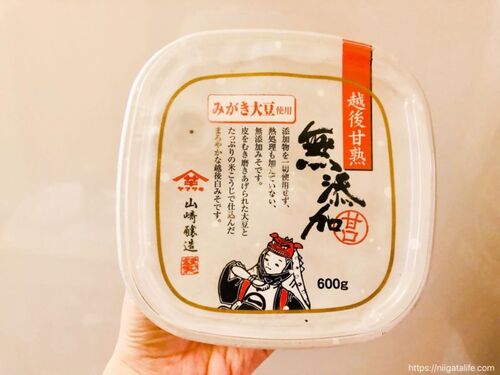 越後甘熟
みがき大豆使用
無添加
甘口
添加物を一切使用せず、
熱処理も加えていない、
無添加みそです。
皮をむき磨きあげられた大豆と
たっぷりの米こうじで仕込んだ
まろやかな越後白みそです。
ヤマザキ
山崎醸造
600g
https://niigatalife.com